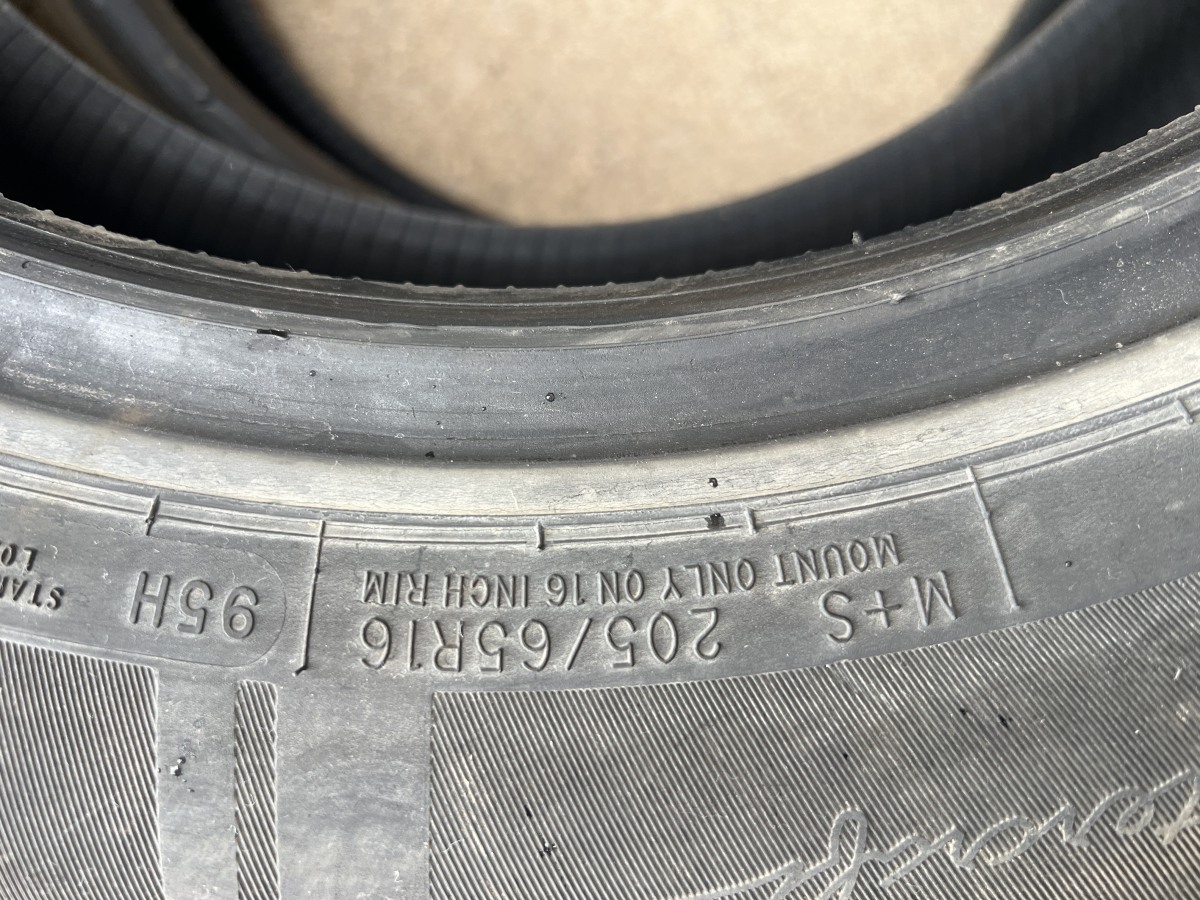 M+S 205/65R16 95H
MOUNT ONLY ON 16 INCH RIM